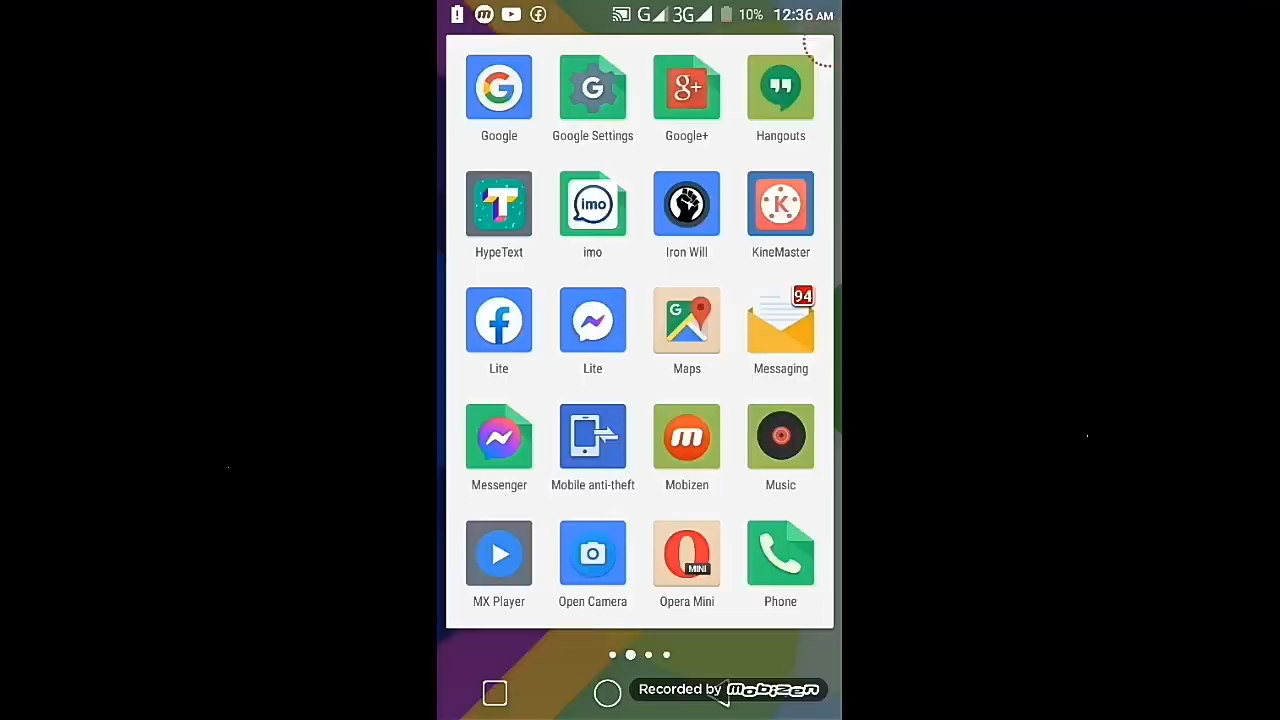 G 3G 10% 12:36 AM
Google Google Settings Google+ Hangouts
HypeText imo Iron Will KineMaster
94
Lite Lite Maps Messaging
Messenger Mobile anti-theft Mobizen Music
MINI
MX Player Open Camera Opera Mini Phone
Recorded by mobizen